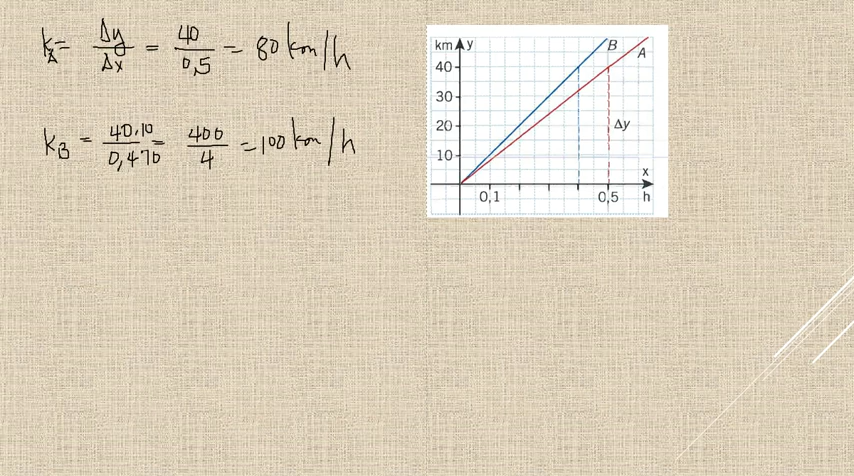 k_A = Δy/Δx = 40/0,5 = 80 km/h
k_B = 40.10/0,4.10 = 400/4 = 100 km/h
km y B A
40
30
20 Δy
10
x
0,1 0,5 h